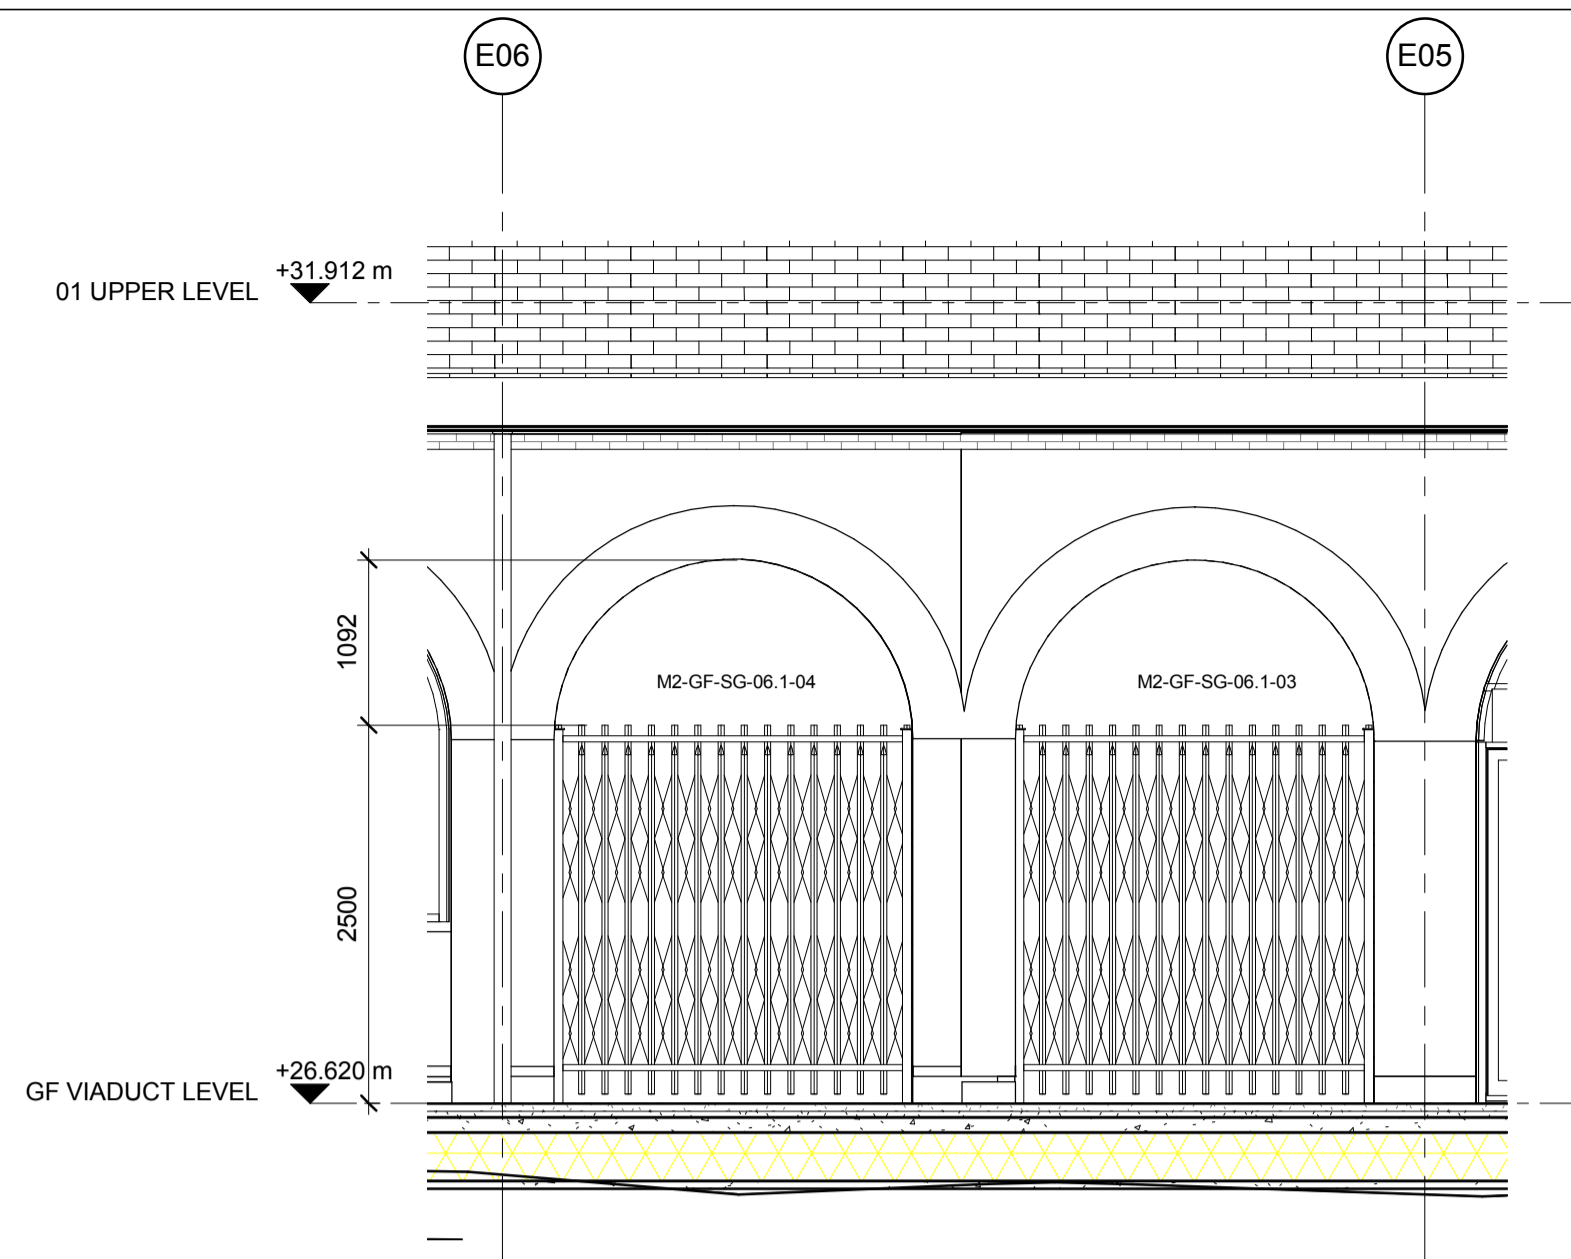 E06
E05
+31.912 m
01 UPPER LEVEL
1092
M2-GF-SG-06.1-04
M2-GF-SG-06.1-03
2500
+26.620 m
GF VIADUCT LEVEL